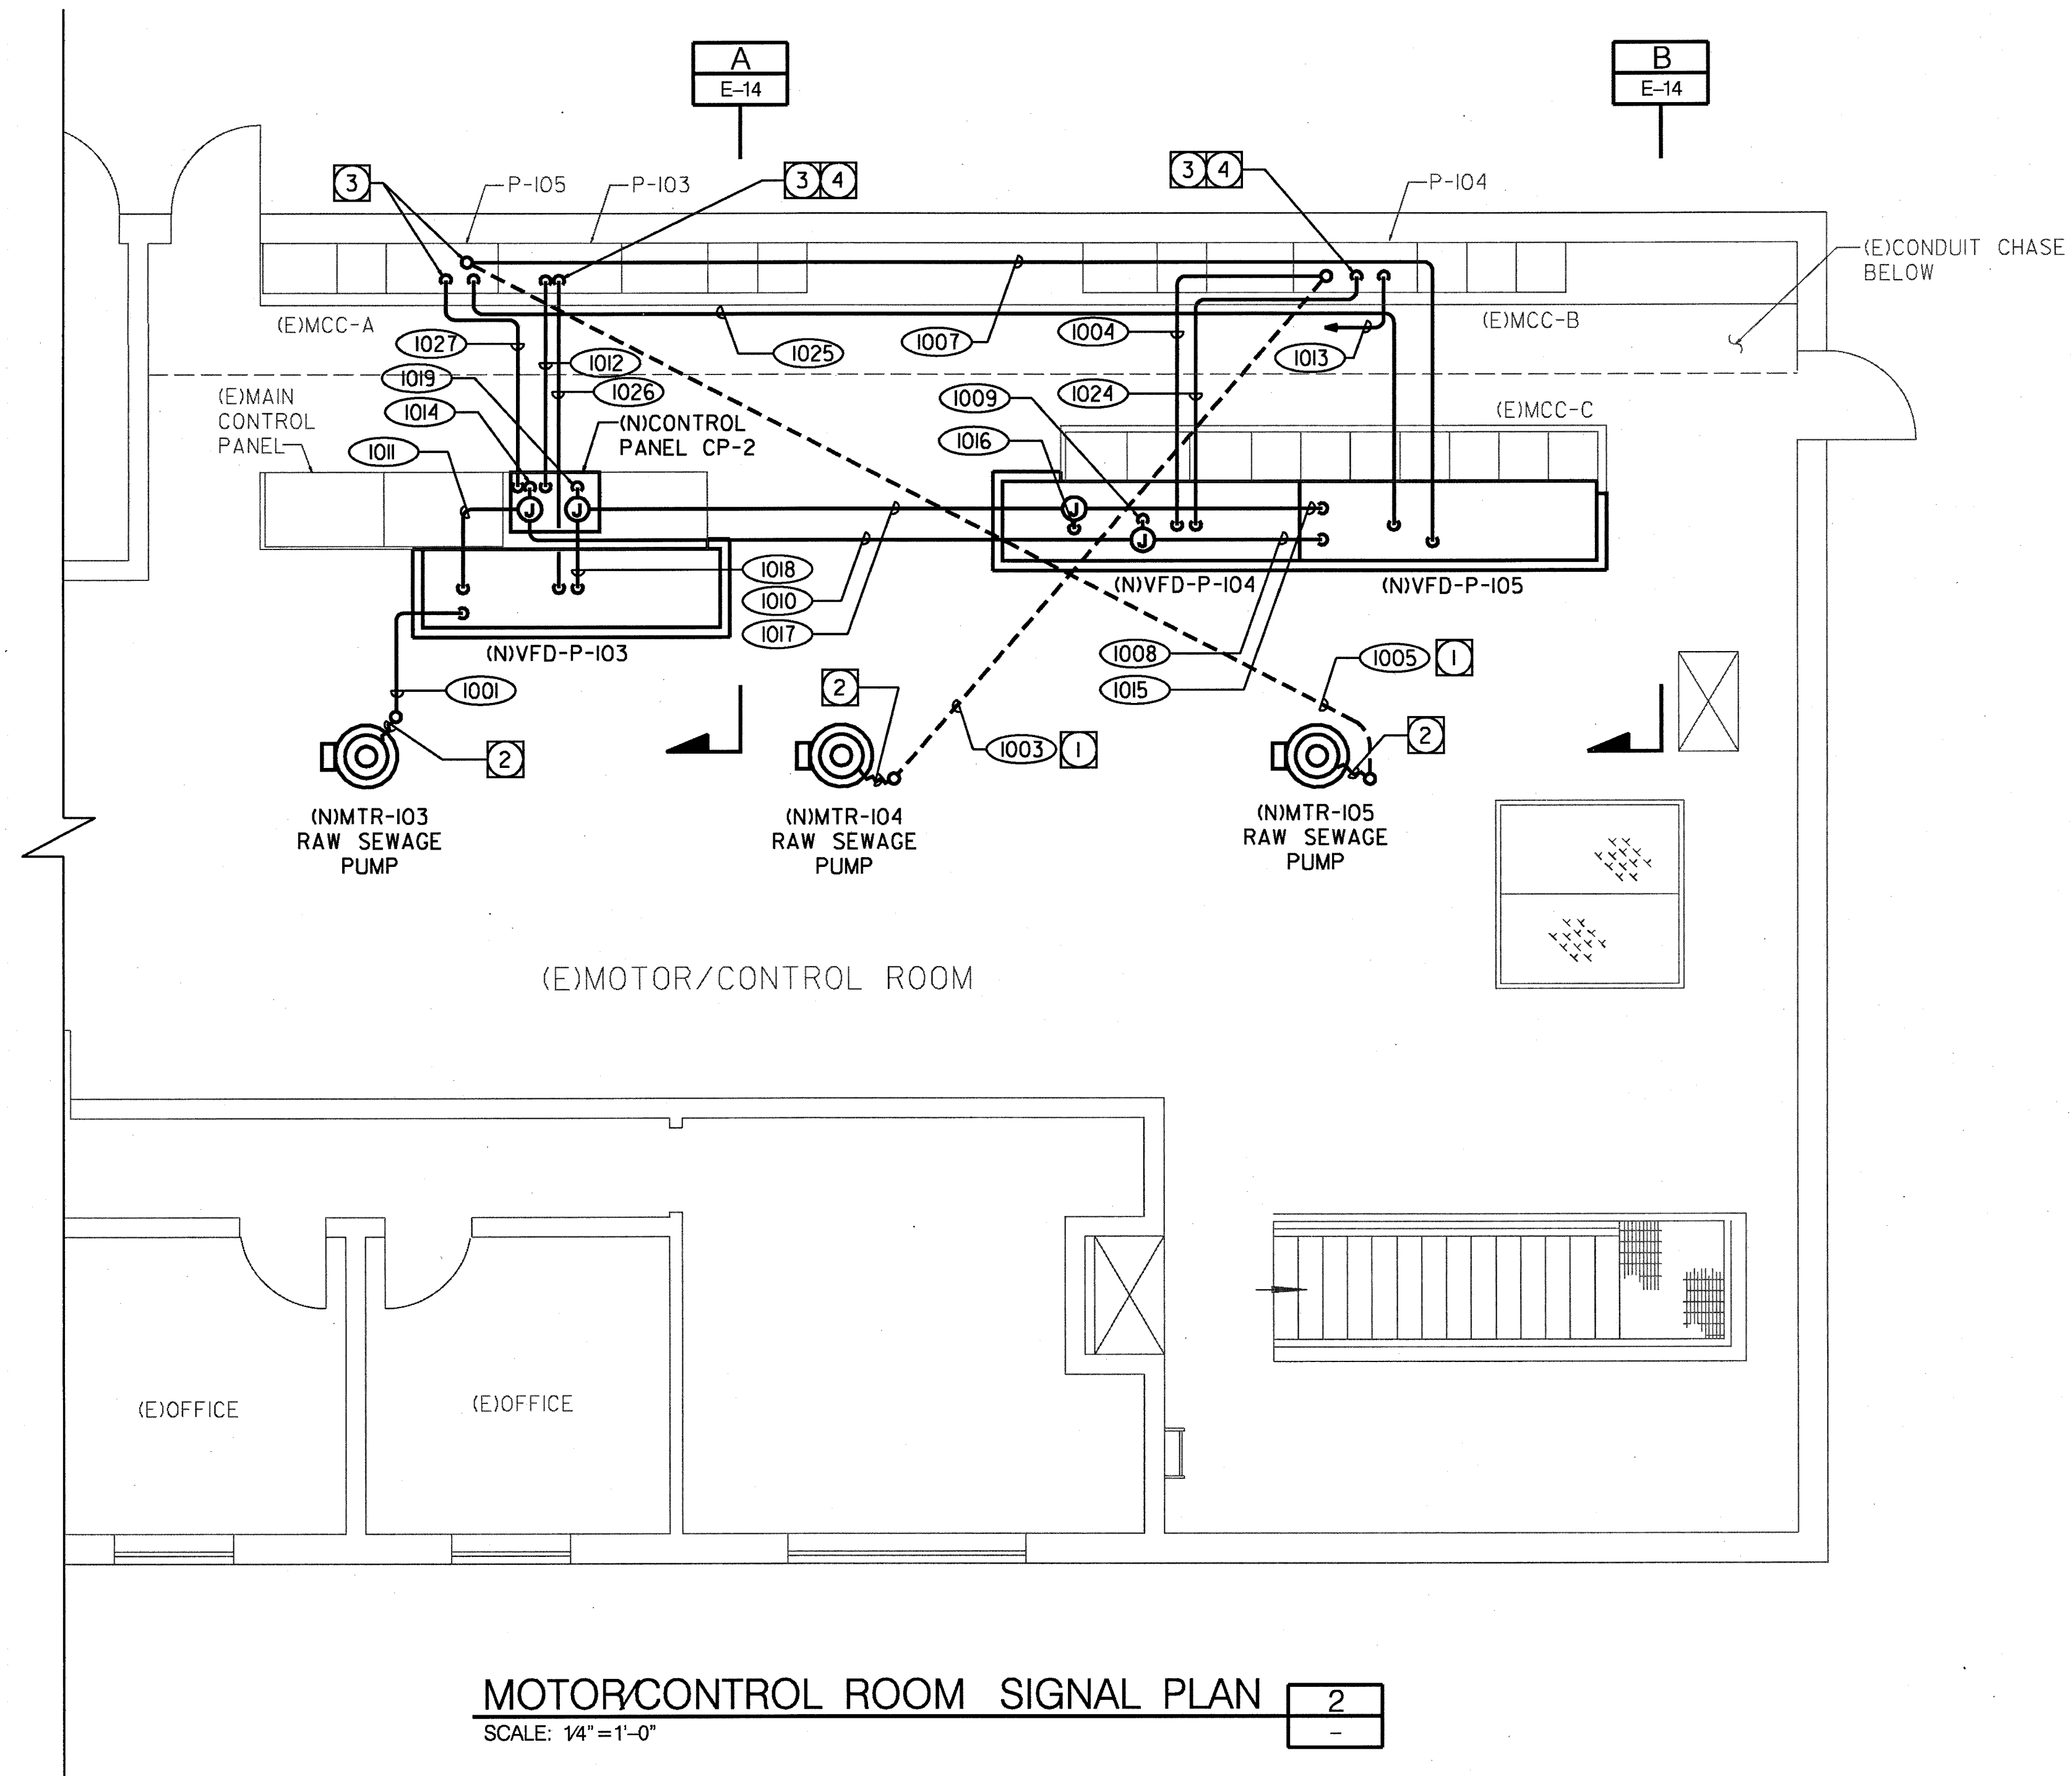 A
E-14
B
E-14
3
P-105
P-103
3 4
3 4
P-104
(E)CONDUIT CHASE
BELOW
(E)MCC-A
(E)MCC-B
1027
1012
1025
1007
1004
1013
1019
1026
1009
1024
(E)MAIN
CONTROL
PANEL
1014
(N)CONTROL
PANEL CP-2
1016
(E)MCC-C
1011
J
J
J
J
1018
1010
1017
(N)VFD-P-104
(N)VFD-P-105
(N)VFD-P-103
1008
1015
1005 1
1001
2
2
1003 1
2
(N)MTR-103
RAW SEWAGE
PUMP
(N)MTR-104
RAW SEWAGE
PUMP
(N)MTR-105
RAW SEWAGE
PUMP
(E)MOTOR/CONTROL ROOM
(E)OFFICE
(E)OFFICE
MOTOR/CONTROL ROOM SIGNAL PLAN
2
-
SCALE: 1/4"=1'-0"